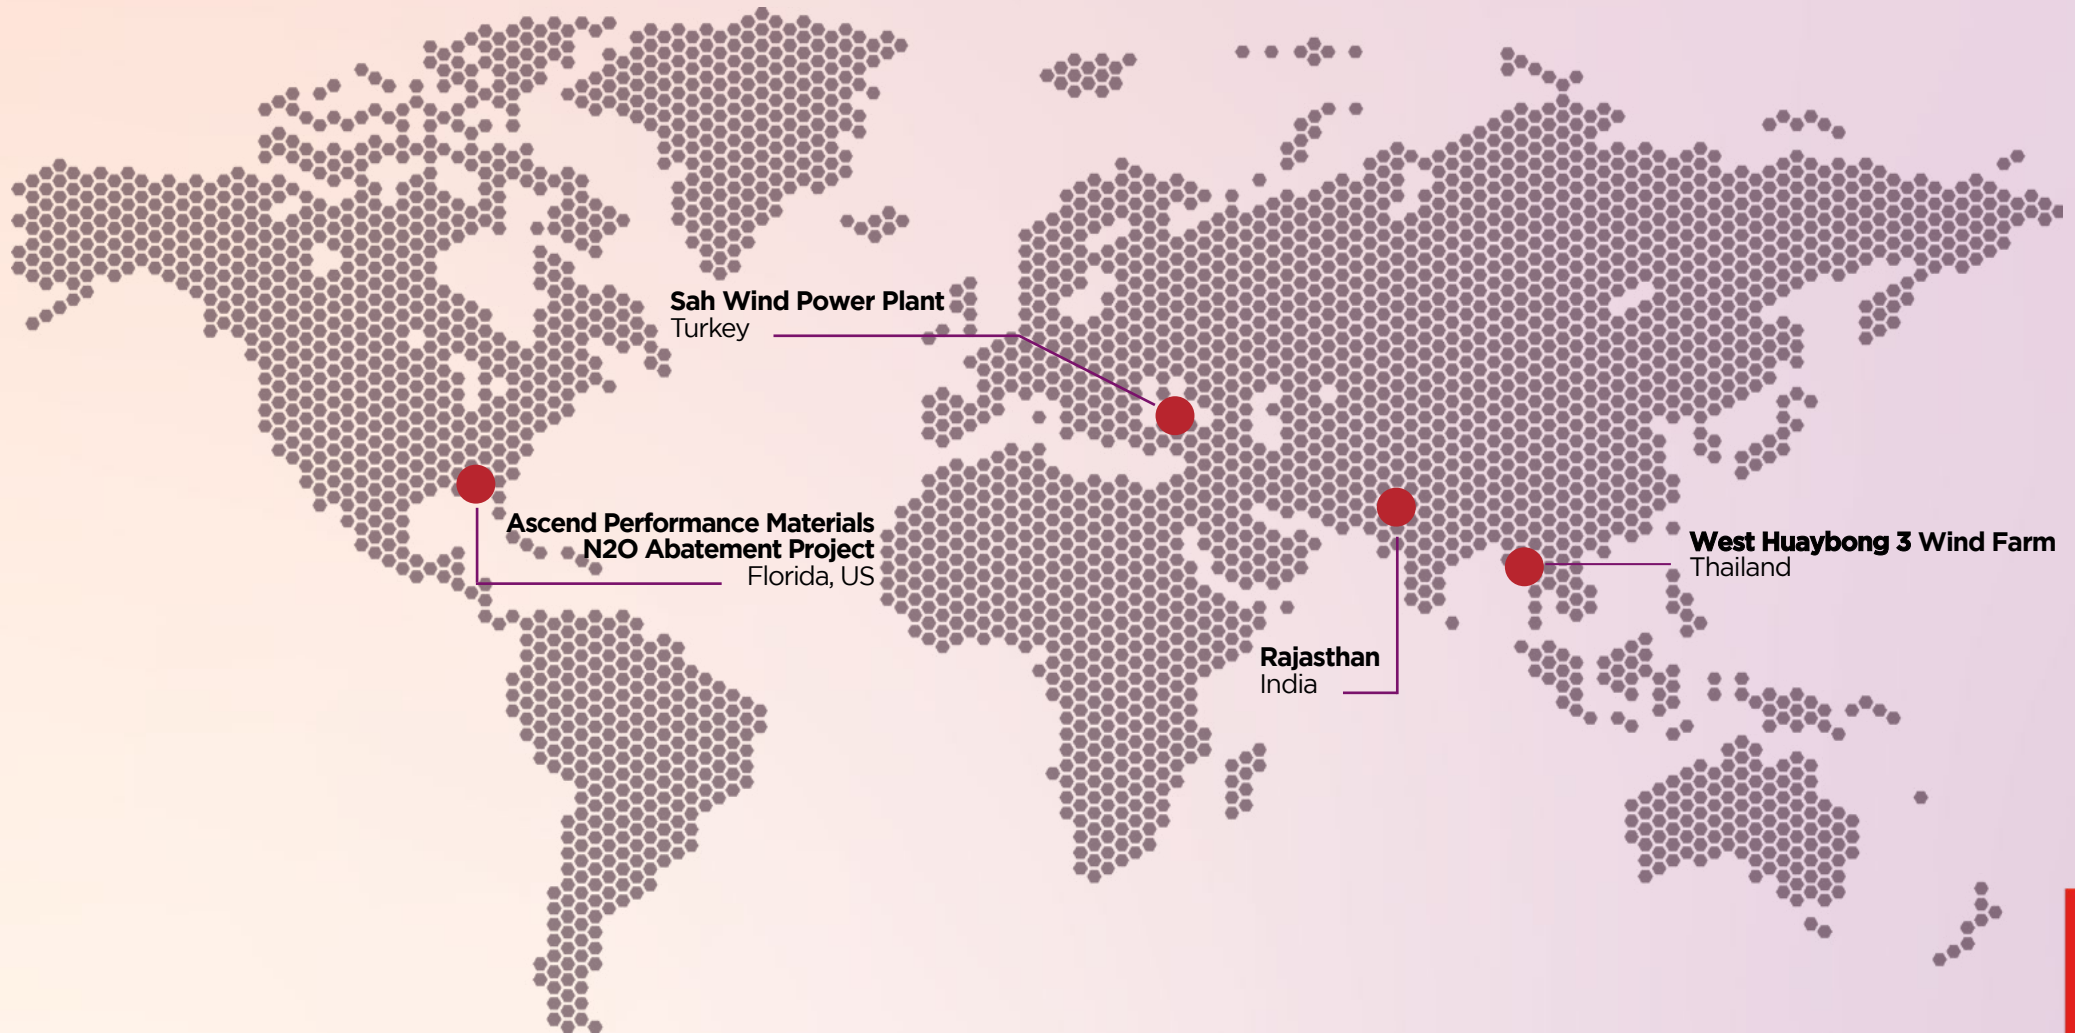 Sah Wind Power Plant
Turkey
Ascend Performance Materials
N2O Abatement Project
Florida, US
West Huaybong 3 Wind Farm
Thailand
Rajasthan
India